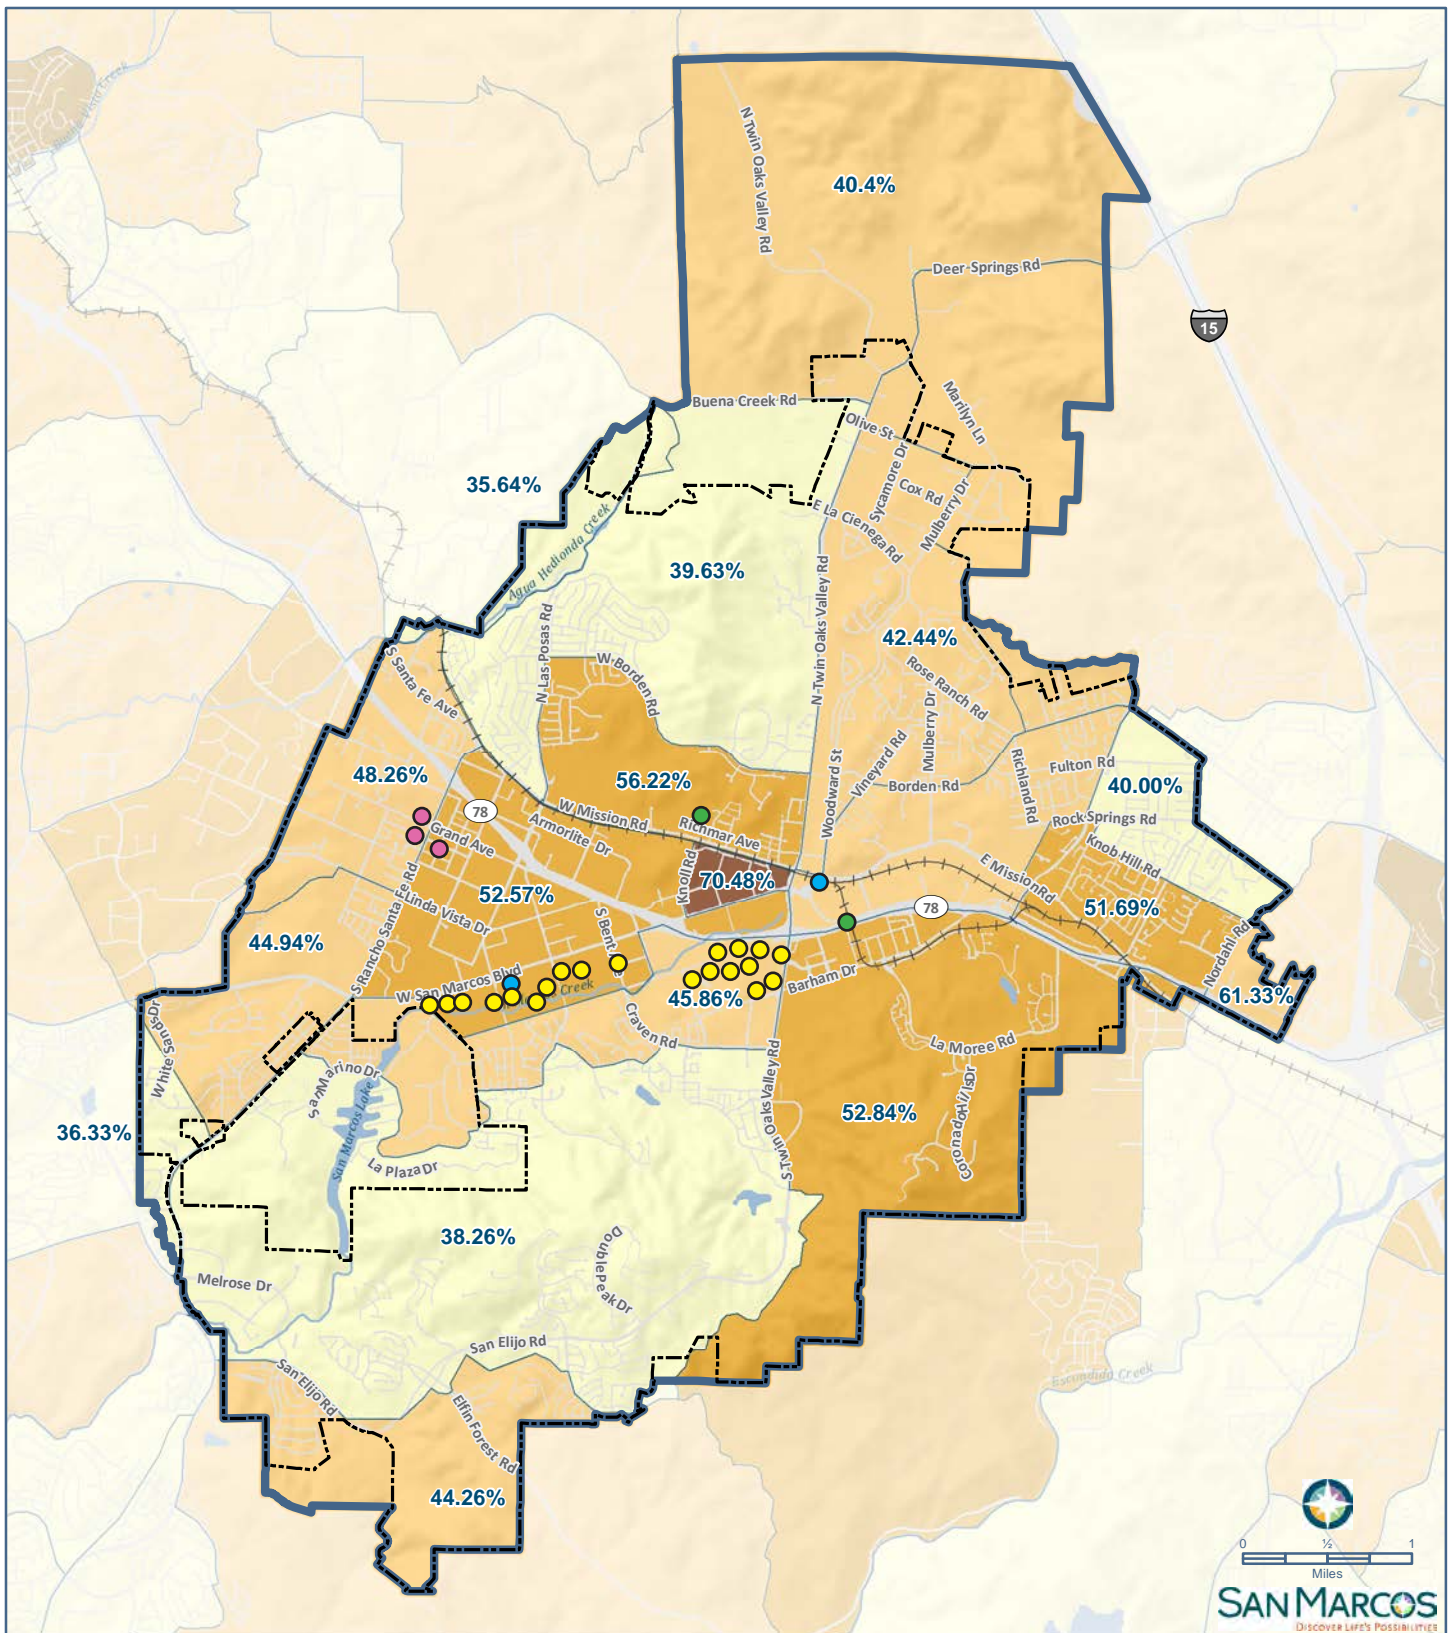 Vista Creek
N Twin Oaks Valley Rd
40.4%
Deer Springs Rd
15
Buena Creek Rd
Marilyn Ln
Olive St
Sycamore Dr
Cox Rd
Mulberry Dr
E La Cienega Rd
35.64%
Agua Hedionda Creek
39.63%
N Las Posas Rd
N Twin Oaks Valley Rd
42.44%
S Santa Fe Ave
W Borden Rd
Rose Ranch Rd
Mulberry Dr
Vineyard Rd
Woodward St
Borden Rd
Richland Rd
Fulton Rd
40.00%
48.26%
56.22%
78
W Mission Rd
Richmar Ave
Armorlite Dr
Grand Ave
Rock Springs Rd
Knob Hill Rd
E Mission Rd
Knoll Rd
70.48%
52.57%
S Rancho Santa Fe Rd
Linda Vista Dr
S Bent Ave
78
51.69%
Nordahl Rd
44.94%
W San Marcos Blvd
Creek
45.86%
Barham Dr
61.33%
White Sands Dr
Craven Rd
La Moree Rd
San Marino Dr
San Marcos Lake
S Twin Oaks Valley Rd
52.84%
Coronado Hills Dr
36.33%
La Plaza Dr
38.26%
Double Peak Dr
Melrose Dr
San Elijo Rd
San Elijo Rd
Elfin Forest Rd
Escondido Creek
44.26%
0 ½ 1
Miles
SAN MARCOS
DISCOVER LIFE'S POSSIBILITIES